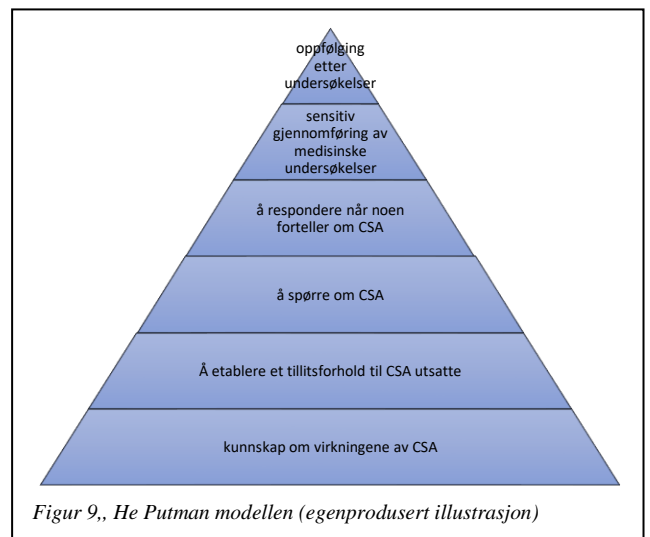 oppfølging
etter
undersøkelser
sensitiv
gjennomføring av
medisinske
undersøkelser
å respondere når noen
forteller om CSA
å spørre om CSA
Å etablere et tillitsforhold til CSA utsatte
kunnskap om virkningene av CSA
Figur 9,, He Putman modellen (egenprodusert illustrasjon)